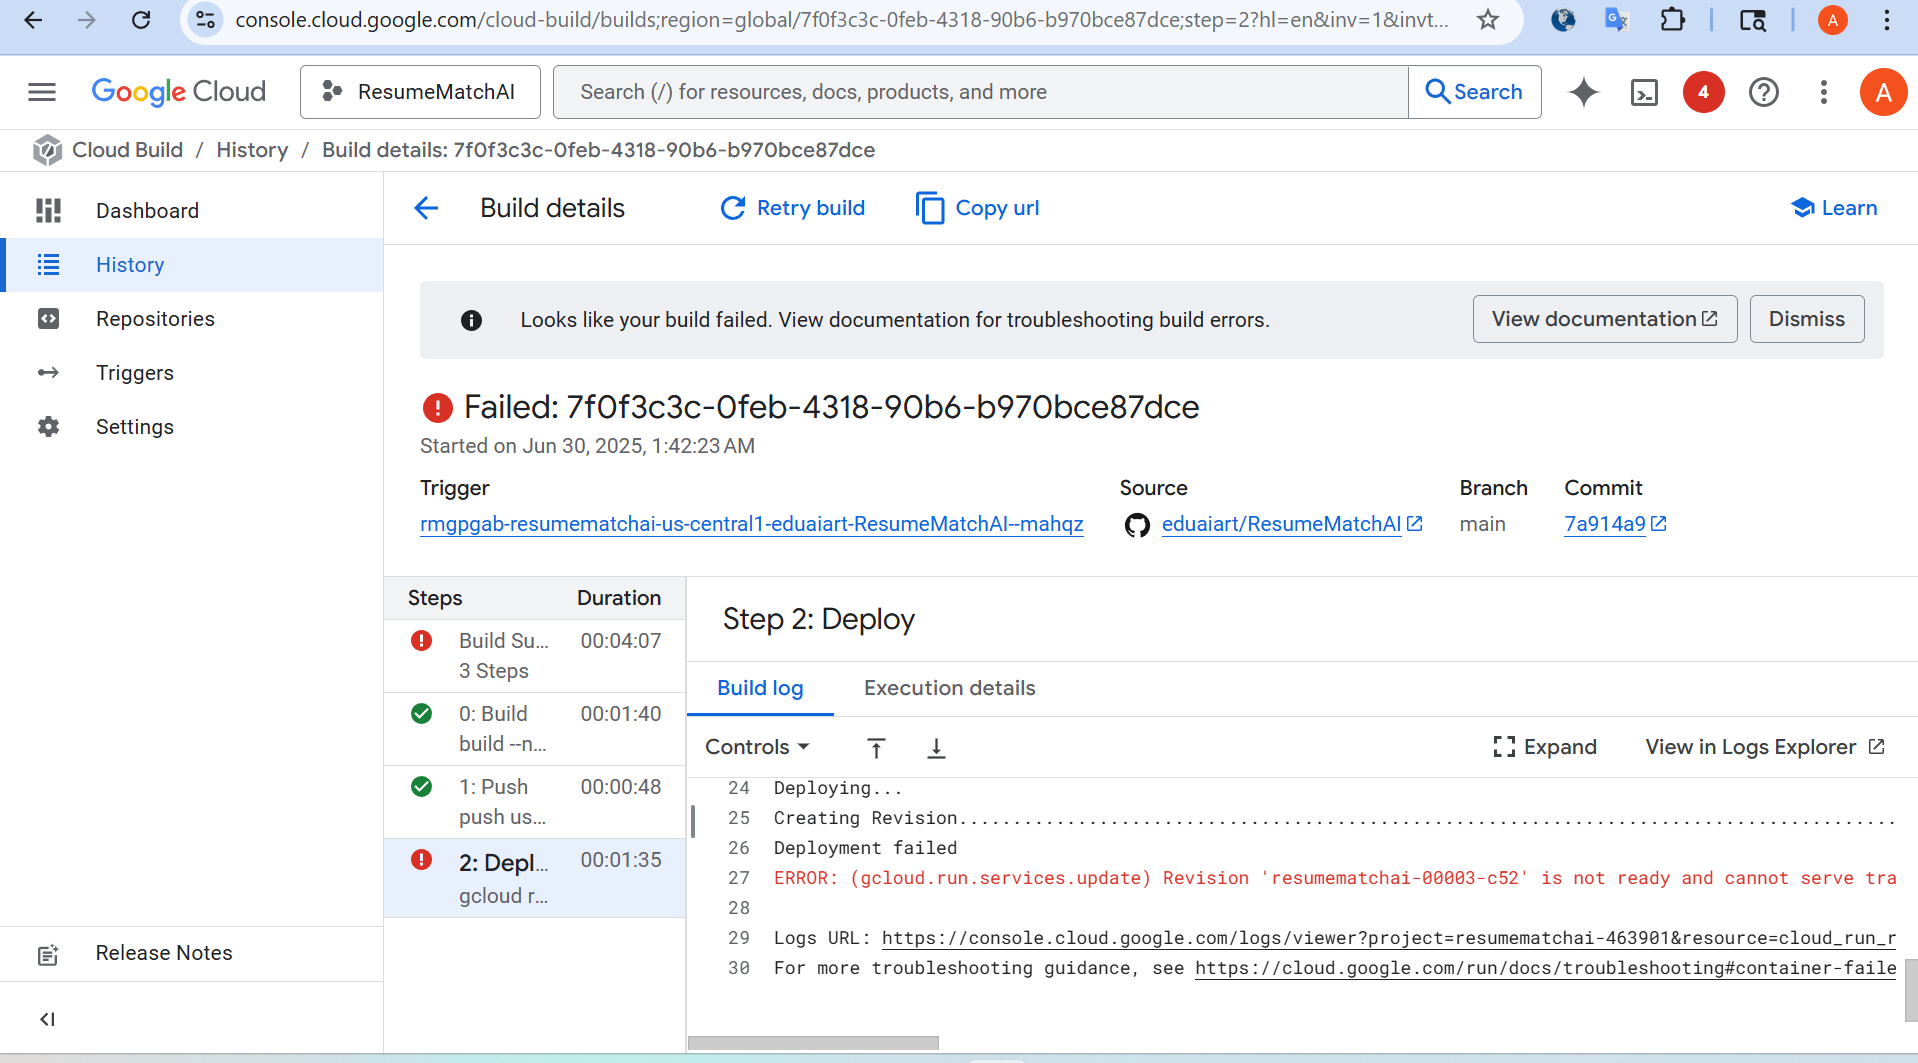 console.cloud.google.com/cloud-build/builds;region=global/7f0f3c3c-0feb-4318-90b6-b970bce87dce;step=2?hl=en&inv=1&invt...
A
Google Cloud
ResumeMatchAI
Search (/) for resources, docs, products, and more
Search
4
A
Cloud Build / History / Build details: 7f0f3c3c-0feb-4318-90b6-b970bce87dce
Dashboard
History
Repositories
Triggers
Settings
Release Notes
Build details
Retry build
Copy url
Learn
Looks like your build failed. View documentation for troubleshooting build errors.
View documentation
Dismiss
Failed: 7f0f3c3c-0feb-4318-90b6-b970bce87dce
Started on Jun 30, 2025, 1:42:23 AM
Trigger
rmgpgab-resumematchai-us-central1-eduaiart-ResumeMatchAI--mahqz
Source
eduaiart/ResumeMatchAI
Branch
main
Commit
7a914a9
Steps Duration
Build Su... 00:04:07
3 Steps
0: Build 00:01:40
build --n...
1: Push 00:00:48
push us...
2: Depl... 00:01:35
gcloud r...
Step 2: Deploy
Build log
Execution details
Controls
Expand
View in Logs Explorer
24 Deploying...
25 Creating Revision.......................................................................................
26 Deployment failed
27 ERROR: (gcloud.run.services.update) Revision 'resumematchai-00003-c52' is not ready and cannot serve tra
28
29 Logs URL: https://console.cloud.google.com/logs/viewer?project=resumematchai-463901&resource=cloud_run_r
30 For more troubleshooting guidance, see https://cloud.google.com/run/docs/troubleshooting#container-faile